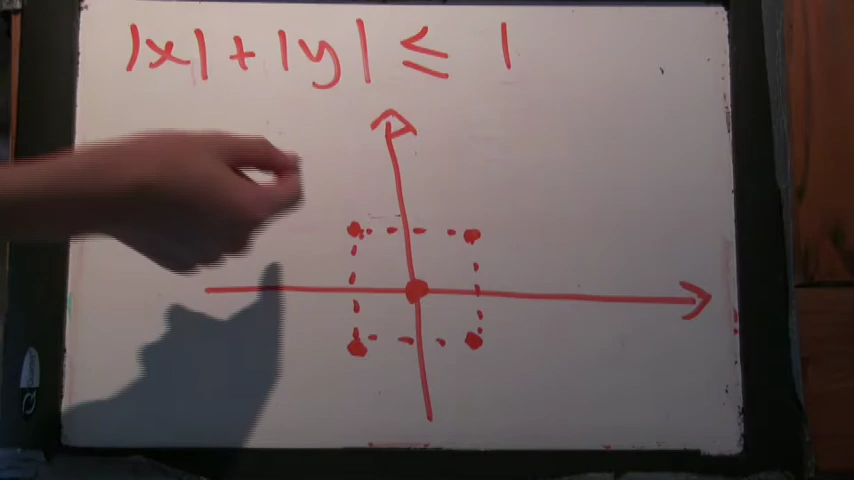 |x| + |y| ≤ 1